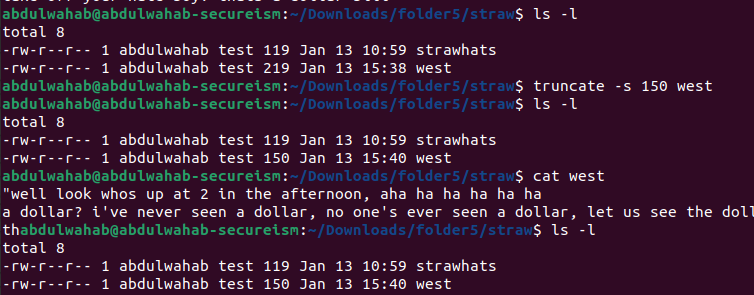 abdulwahab@abdulwahab-secureism:~/Downloads/folder5/straw$ ls -l
total 8
-rw-r--r-- 1 abdulwahab test 119 Jan 13 10:59 strawhats
-rw-r--r-- 1 abdulwahab test 219 Jan 13 15:38 west
abdulwahab@abdulwahab-secureism:~/Downloads/folder5/straw$ truncate -s 150 west
abdulwahab@abdulwahab-secureism:~/Downloads/folder5/straw$ ls -l
total 8
-rw-r--r-- 1 abdulwahab test 119 Jan 13 10:59 strawhats
-rw-r--r-- 1 abdulwahab test 150 Jan 13 15:40 west
abdulwahab@abdulwahab-secureism:~/Downloads/folder5/straw$ cat west
"well look whos up at 2 in the afternoon, aha ha ha ha ha ha
a dollar? i've never seen a dollar, no one's ever seen a dollar, let us see the doll
thabdulwahab@abdulwahab-secureism:~/Downloads/folder5/straw$ ls -l
total 8
-rw-r--r-- 1 abdulwahab test 119 Jan 13 10:59 strawhats
-rw-r--r-- 1 abdulwahab test 150 Jan 13 15:40 west